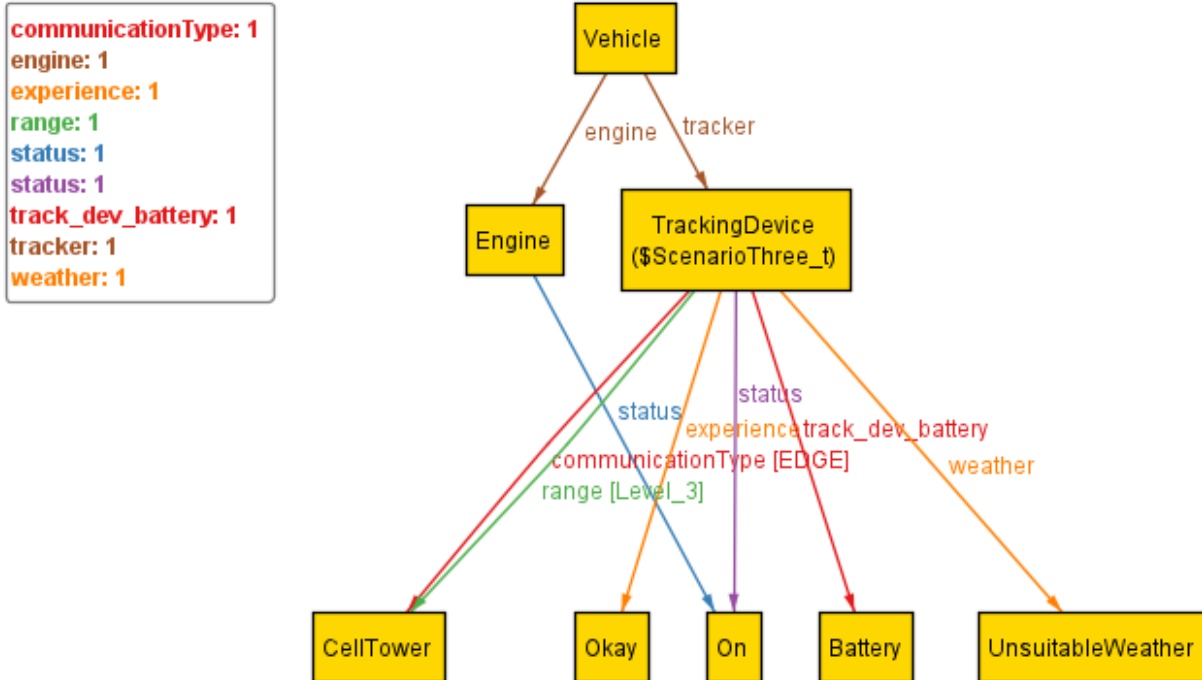 communicationType: 1
engine: 1
experience: 1
range: 1
status: 1
status: 1
track_dev_battery: 1
tracker: 1
weather: 1
Vehicle
engine
tracker
Engine
TrackingDevice
($ScenarioThree_t)
status
status
experience
track_dev_battery
communicationType [EDGE]
weather
range [Level_3]
CellTower
Okay
On
Battery
UnsuitableWeather